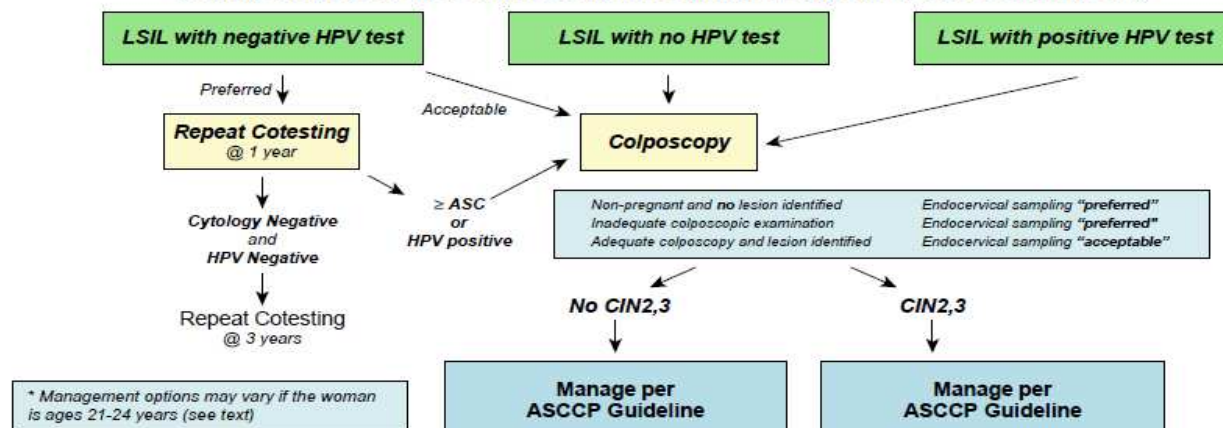 LSIL with negative HPV test
LSIL with no HPV test
LSIL with positive HPV test
Preferred
Acceptable
Repeat Cotesting
@ 1 year
Colposcopy
≥ ASC
or
HPV positive
Cytology Negative
and
HPV Negative
Non-pregnant and no lesion identified Endocervical sampling “preferred”
Inadequate colposcopic examination Endocervical sampling “preferred"
Adequate colposcopy and lesion identified Endocervical sampling “acceptable”
Repeat Cotesting
@ 3 years
No CIN2,3
CIN2,3
Manage per
ASCCP Guideline
Manage per
ASCCP Guideline
* Management options may vary if the woman
is ages 21-24 years (see text)